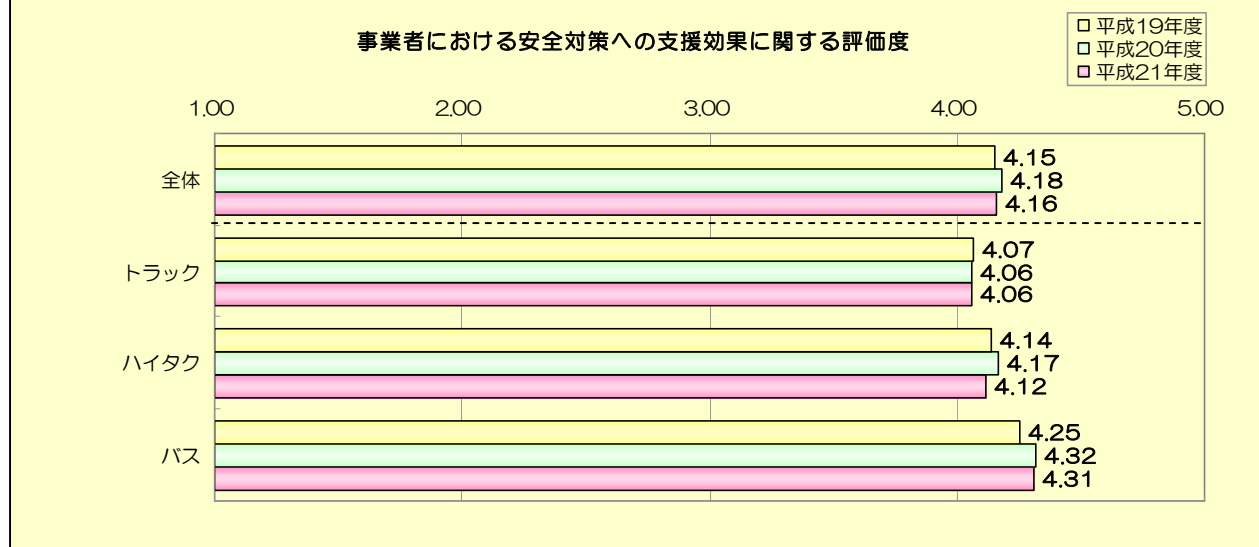 事業者における安全対策への支援効果に関する評価度
平成19年度
平成20年度
平成21年度
1.00 2.00 3.00 4.00 5.00
全体
4.15
4.18
4.16
トラック
4.07
4.06
4.06
ハイタク
4.14
4.17
4.12
バス
4.25
4.32
4.31